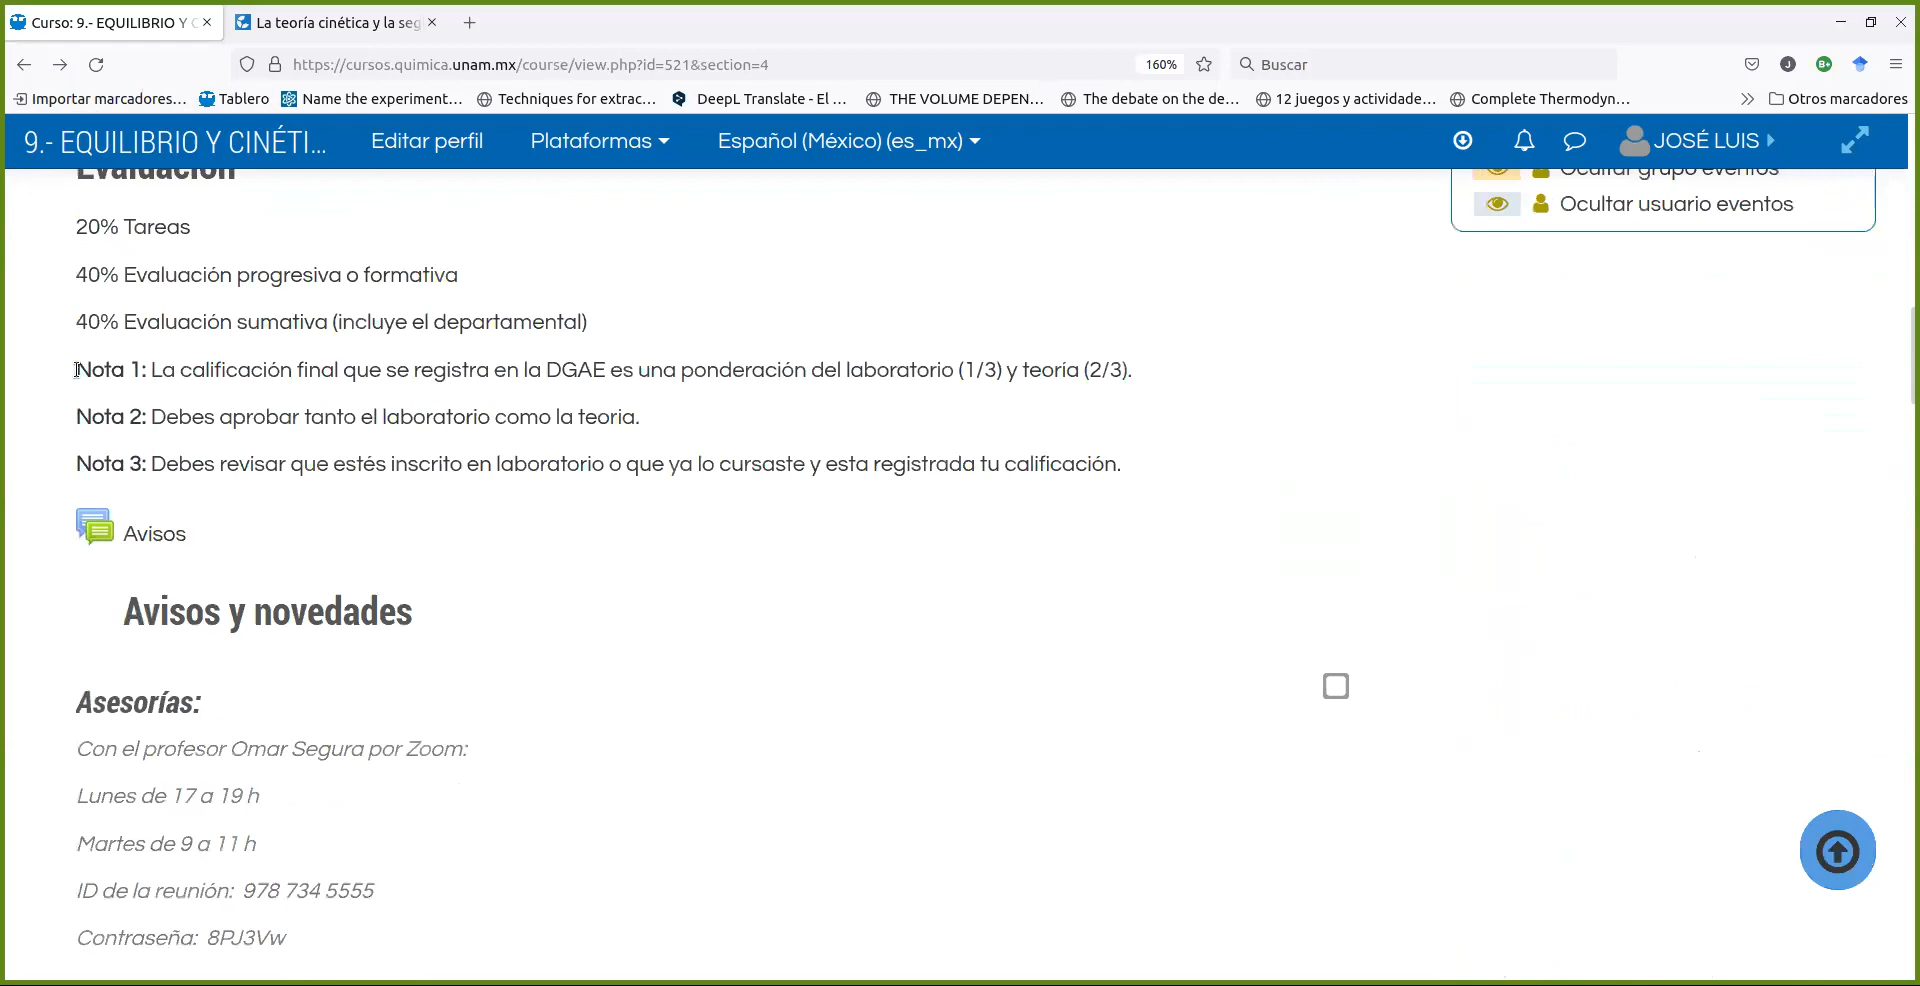 Curso: 9.- EQUILIBRIO Y C
La teoría cinética y la seg
https://cursos.quimica.unam.mx/course/view.php?id=521&section=4
160%
Buscar
Importar marcadores...
Tablero
Name the experiment...
Techniques for extrac...
DeepL Translate - El ...
THE VOLUME DEPEN...
The debate on the de...
12 juegos y actividade...
Complete Thermodyn...
Otros marcadores
9.- EQUILIBRIO Y CINÉTI...
Editar perfil
Plataformas
Español (México) (es_mx)
JOSÉ LUIS
Evaluación
Ocultar grupo eventos
Ocultar usuario eventos
20% Tareas
40% Evaluación progresiva o formativa
40% Evaluación sumativa (incluye el departamental)
Nota 1: La calificación final que se registra en la DGAE es una ponderación del laboratorio (1/3) y teoría (2/3).
Nota 2: Debes aprobar tanto el laboratorio como la teoria.
Nota 3: Debes revisar que estés inscrito en laboratorio o que ya lo cursaste y esta registrada tu calificación.
Avisos
Avisos y novedades
Asesorías:
Con el profesor Omar Segura por Zoom:
Lunes de 17 a 19 h
Martes de 9 a 11 h
ID de la reunión: 978 734 5555
Contraseña: 8PJ3Vw